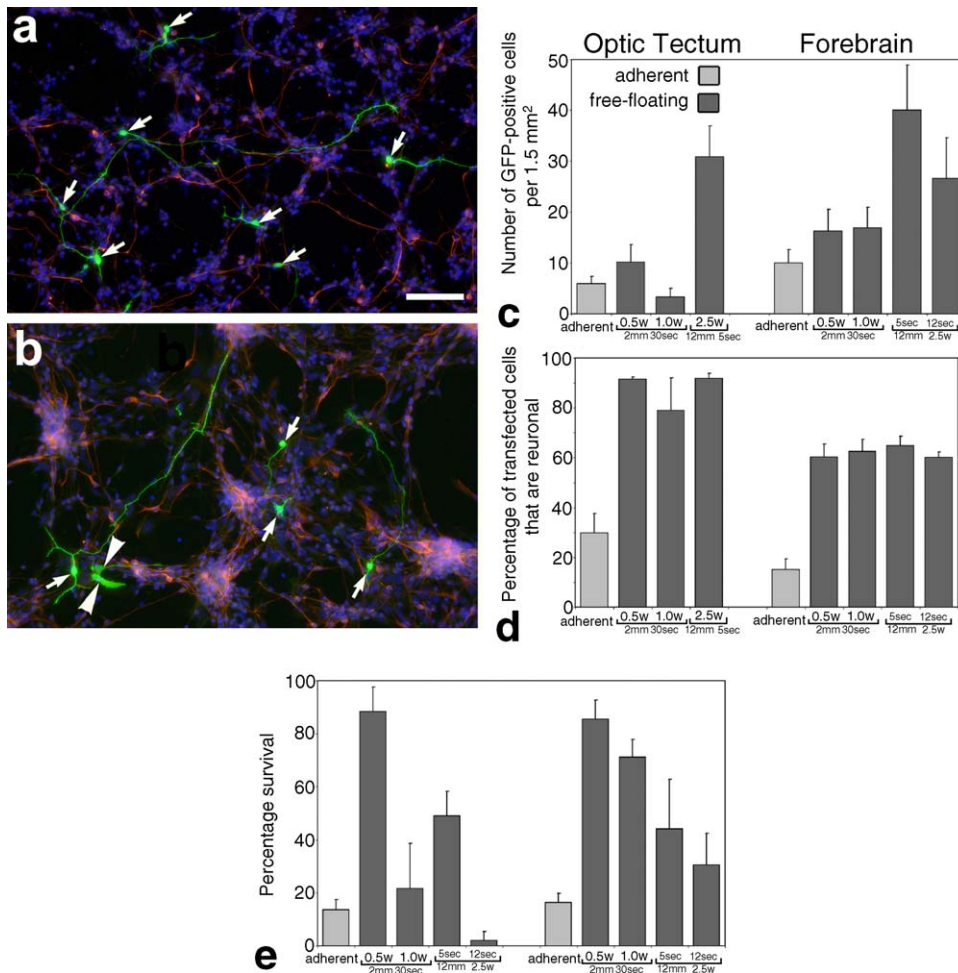 a
b
c
Optic Tectum
Forebrain
adherent
free-floating
Number of GFP-positive cells
per 1.5 mm²
50
40
30
20
10
0
adherent 0.5w 1.0w 2.5w adherent 0.5w 1.0w 5sec 12sec
2mm 30sec 12mm 5sec 2mm 30sec 12mm 2.5w
d
Percentage of transfected cells
that are reuronal
100
80
60
40
20
0
adherent 0.5w 1.0w 2.5w adherent 0.5w 1.0w 5sec 12sec
2mm 30sec 12mm 5sec 2mm 30sec 12mm 2.5w
e
Percentage survival
100
80
60
40
20
0
adherent 0.5w 1.0w 5sec 12sec adherent 0.5w 1.0w 5sec 12sec
2mm 30sec 12mm 2.5w 2mm 30sec 12mm 2.5w